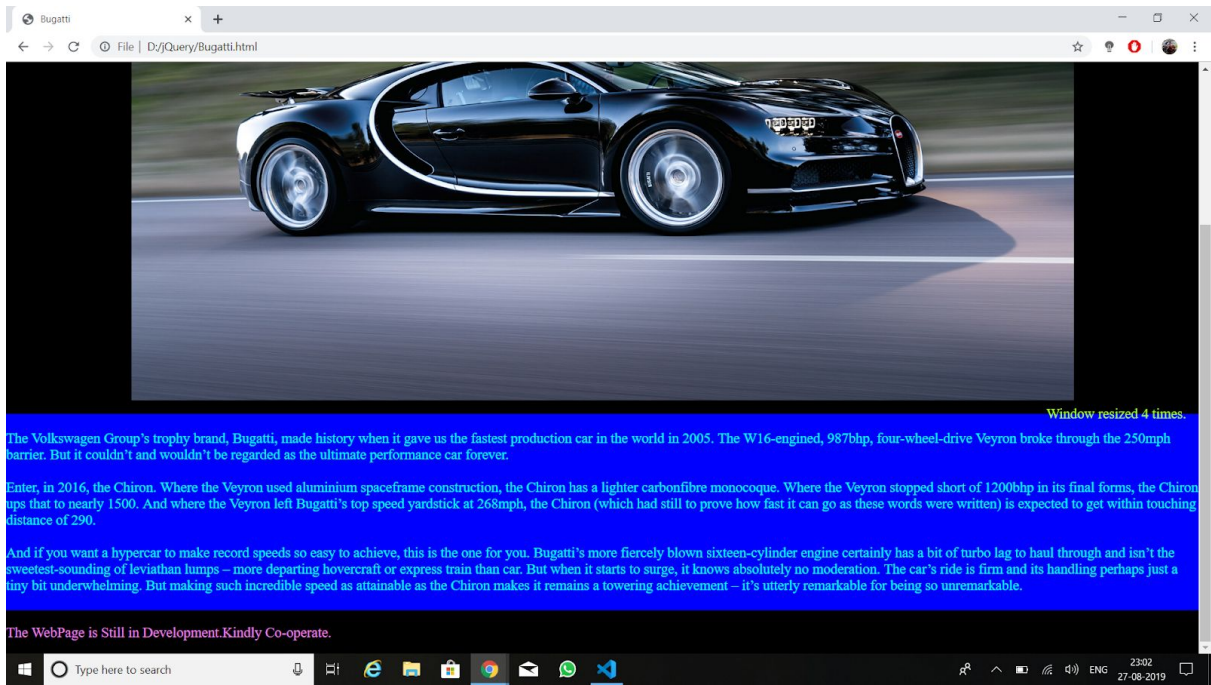 Bugatti
File | D:/jQuery/Bugatti.html
Window resized 4 times.
The Volkswagen Group’s trophy brand, Bugatti, made history when it gave us the fastest production car in the world in 2005. The W16-engined, 987bhp, four-wheel-drive Veyron broke through the 250mph
barrier. But it couldn’t and wouldn’t be regarded as the ultimate performance car forever.
Enter, in 2016, the Chiron. Where the Veyron used aluminium spaceframe construction, the Chiron has a lighter carbonfibre monocoque. Where the Veyron stopped short of 1200bhp in its final forms, the Chiron
ups that to nearly 1500. And where the Veyron left Bugatti’s top speed yardstick at 268mph, the Chiron (which had still to prove how fast it can go as these words were written) is expected to get within touching
distance of 290.
And if you want a hypercar to make record speeds so easy to achieve, this is the one for you. Bugatti’s more fiercely blown sixteen-cylinder engine certainly has a bit of turbo lag to haul through and isn’t the
sweetest-sounding of leviathan lumps – more departing hovercraft or express train than car. But when it starts to surge, it knows absolutely no moderation. The car’s ride is firm and its handling perhaps just a
tiny bit underwhelming. But making such incredible speed as attainable as the Chiron makes it remains a towering achievement – it’s utterly remarkable for being so unremarkable.
The WebPage is Still in Development.Kindly Co-operate.
Type here to search
ENG
23:02
27-08-2019